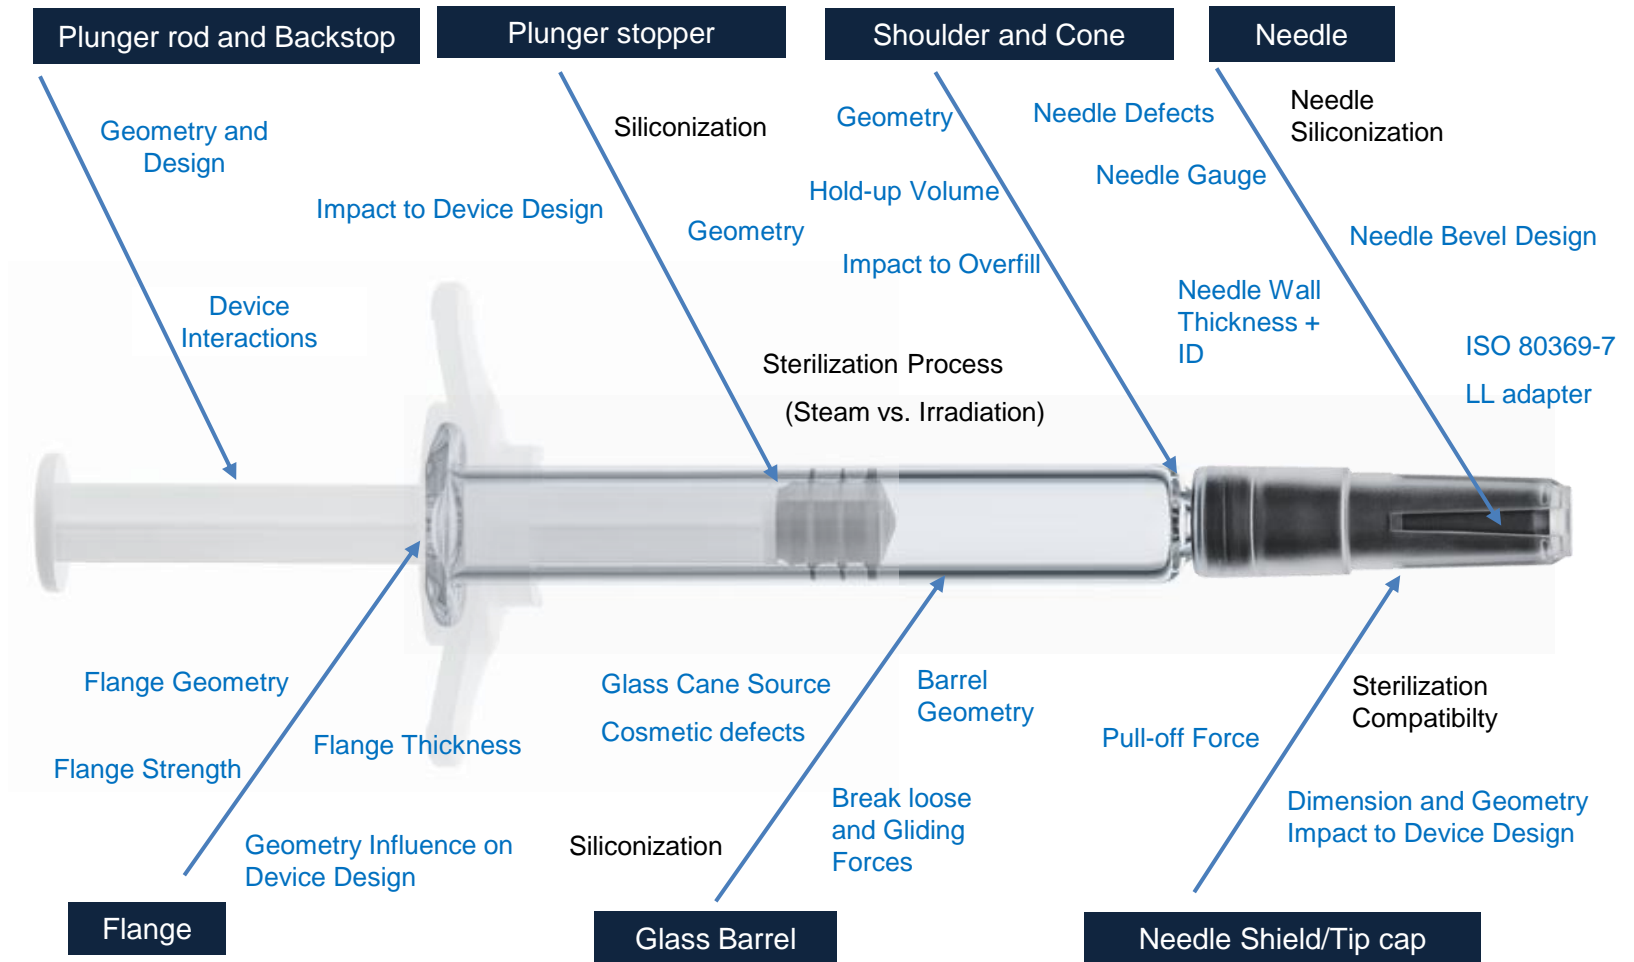 Plunger rod and Backstop
Plunger stopper
Shoulder and Cone
Needle
Geometry and
Design
Device
Interactions
Siliconization
Impact to Device Design
Geometry
Sterilization Process
(Steam vs. Irradiation)
Geometry
Hold-up Volume
Impact to Overfill
Needle Defects
Needle Gauge
Needle Wall
Thickness +
ID
Needle
Siliconization
Needle Bevel Design
ISO 80369-7
LL adapter
Flange Geometry
Flange Strength
Flange Thickness
Geometry Influence on
Device Design
Glass Cane Source
Cosmetic defects
Siliconization
Barrel
Geometry
Break loose
and Gliding
Forces
Pull-off Force
Sterilization
Compatibilty
Dimension and Geometry
Impact to Device Design
Flange
Glass Barrel
Needle Shield/Tip cap